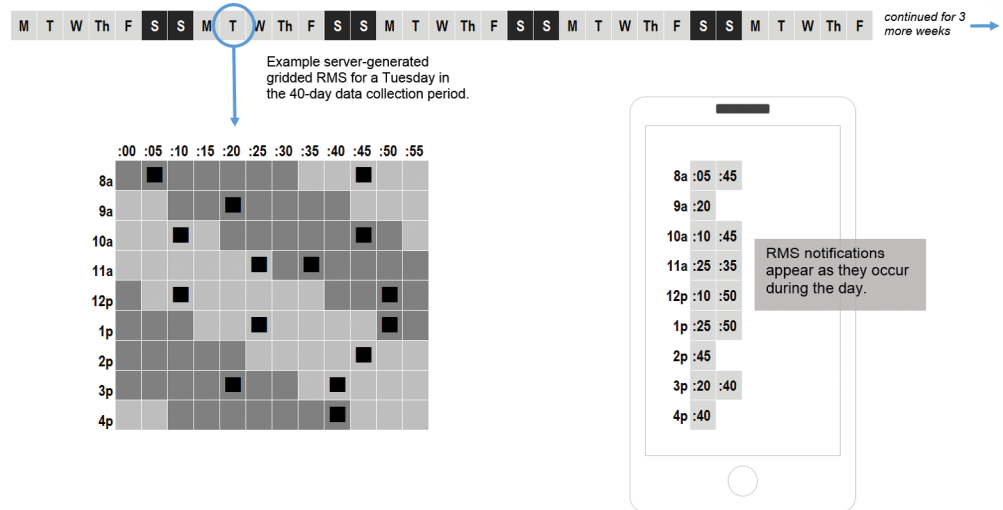 M T W Th F S S M T W Th F S S M T W Th F S S M T W Th F S S M T W Th F
continued for 3
more weeks
Example server-generated
gridded RMS for a Tuesday in
the 40-day data collection period.
:00 :05 :10 :15 :20 :25 :30 :35 :40 :45 :50 :55
8a
9a
10a
11a
12p
1p
2p
3p
4p
8a :05 :45
9a :20
10a :10 :45
11a :25 :35
12p :10 :50
1p :25 :50
2p :45
3p :20 :40
4p :40
RMS notifications
appear as they occur
during the day.